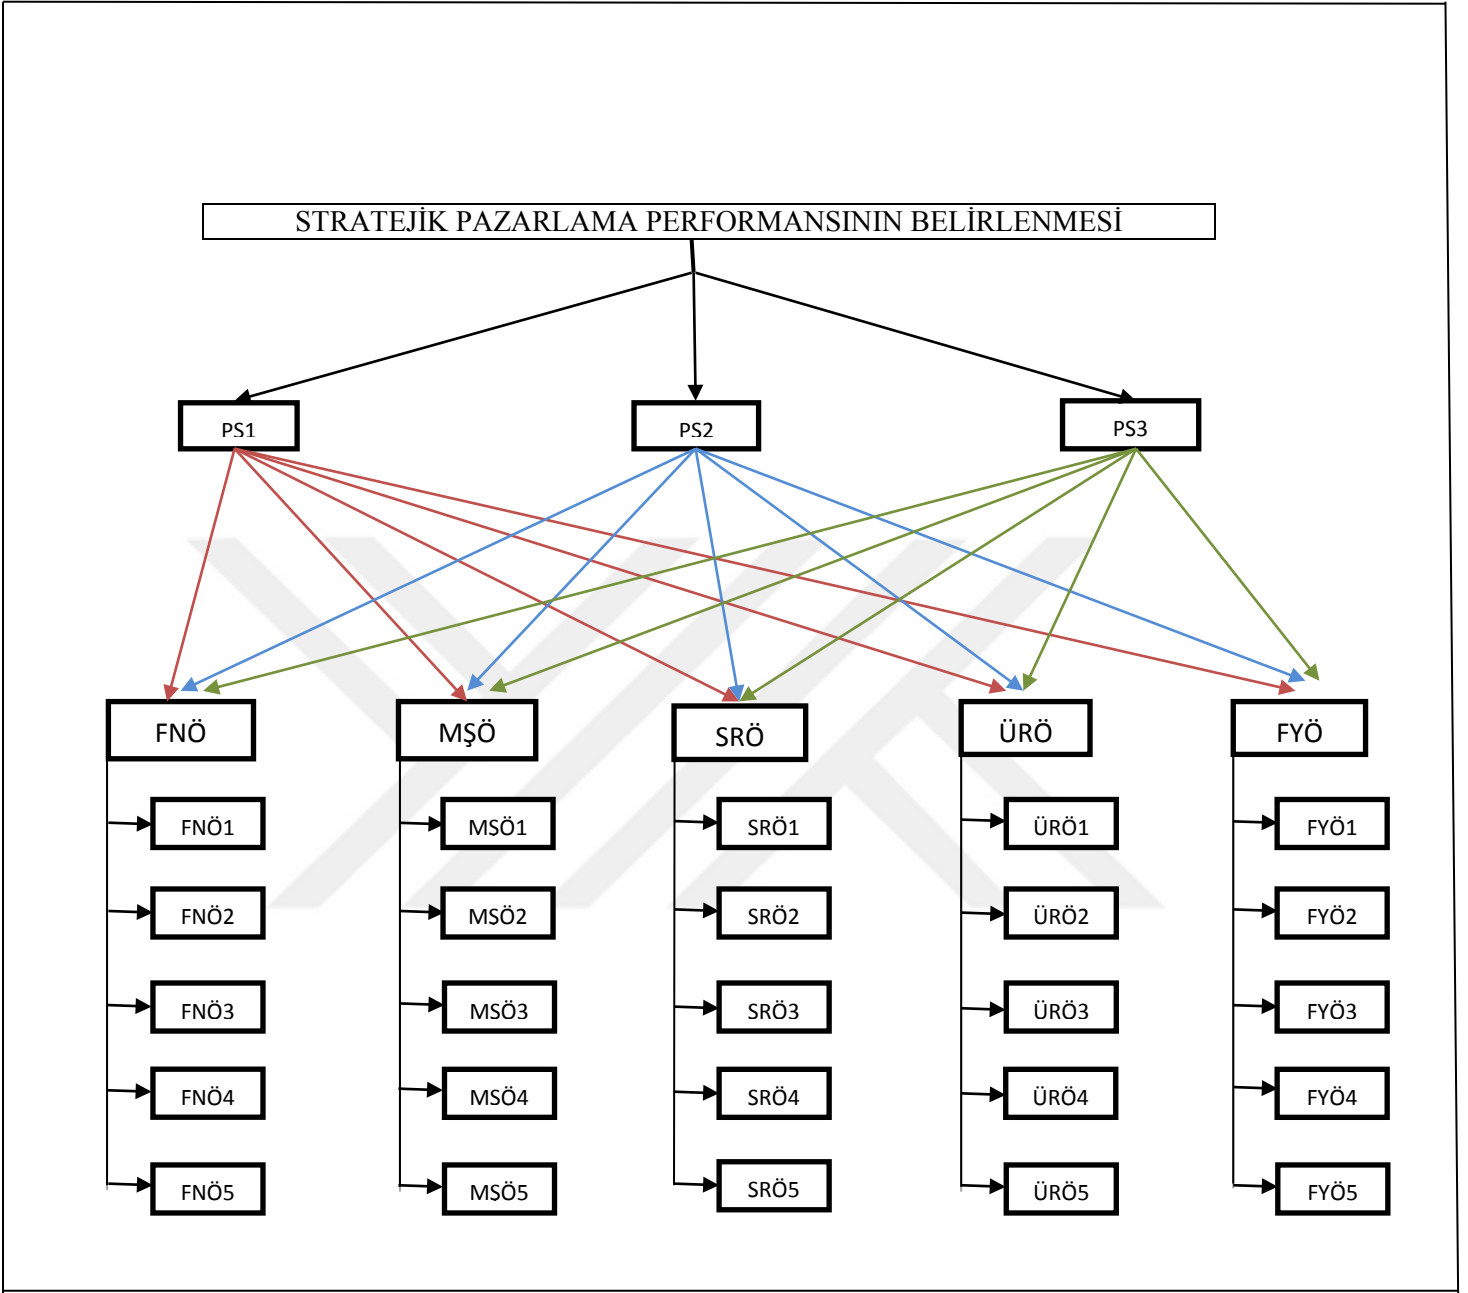 STRATEJİK PAZARLAMA PERFORMANSININ BELİRLENMESİ
PS1 PS2 PS3
FNÖ MŞÖ SRÖ ÜRÖ FYÖ
FNÖ1 MSÖ1 SRÖ1 ÜRÖ1 FYÖ1
FNÖ2 MSÖ2 SRÖ2 ÜRÖ2 FYÖ2
FNÖ3 MSÖ3 SRÖ3 ÜRÖ3 FYÖ3
FNÖ4 MSÖ4 SRÖ4 ÜRÖ4 FYÖ4
FNÖ5 MSÖ5 SRÖ5 ÜRÖ5 FYÖ5